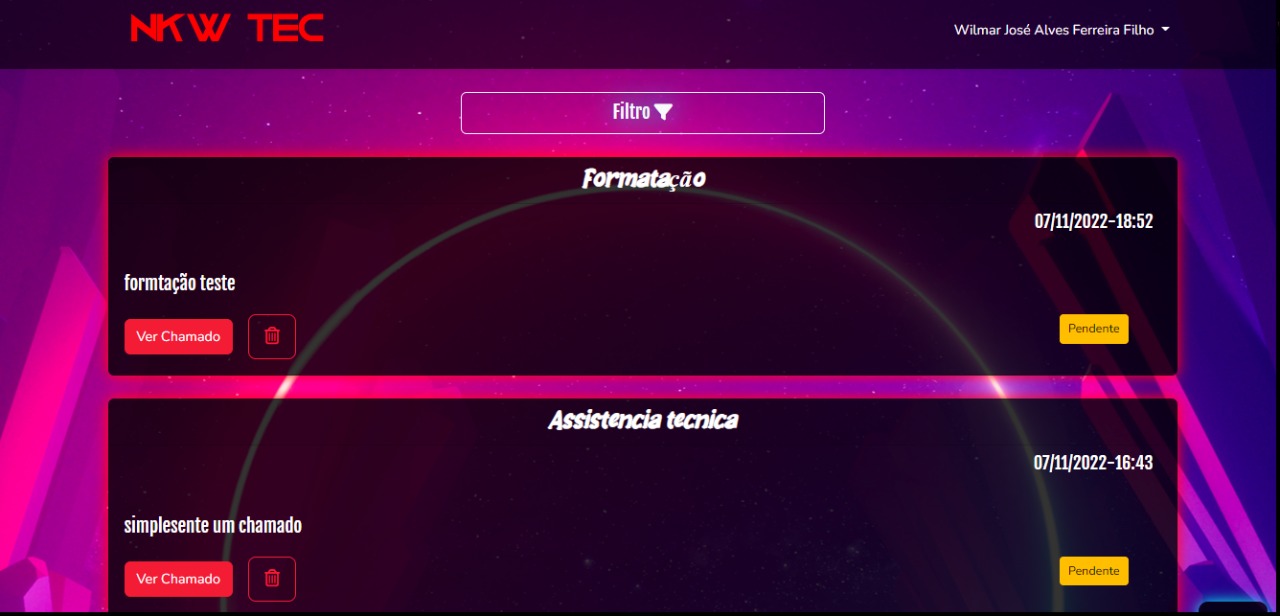 NKW TEC
Wilmar José Alves Ferreira Filho
Filtro
Formatação
07/11/2022-18:52
formtação teste
Ver Chamado
Pendente
Assistencia tecnica
07/11/2022-16:43
simplesente um chamado
Ver Chamado
Pendente